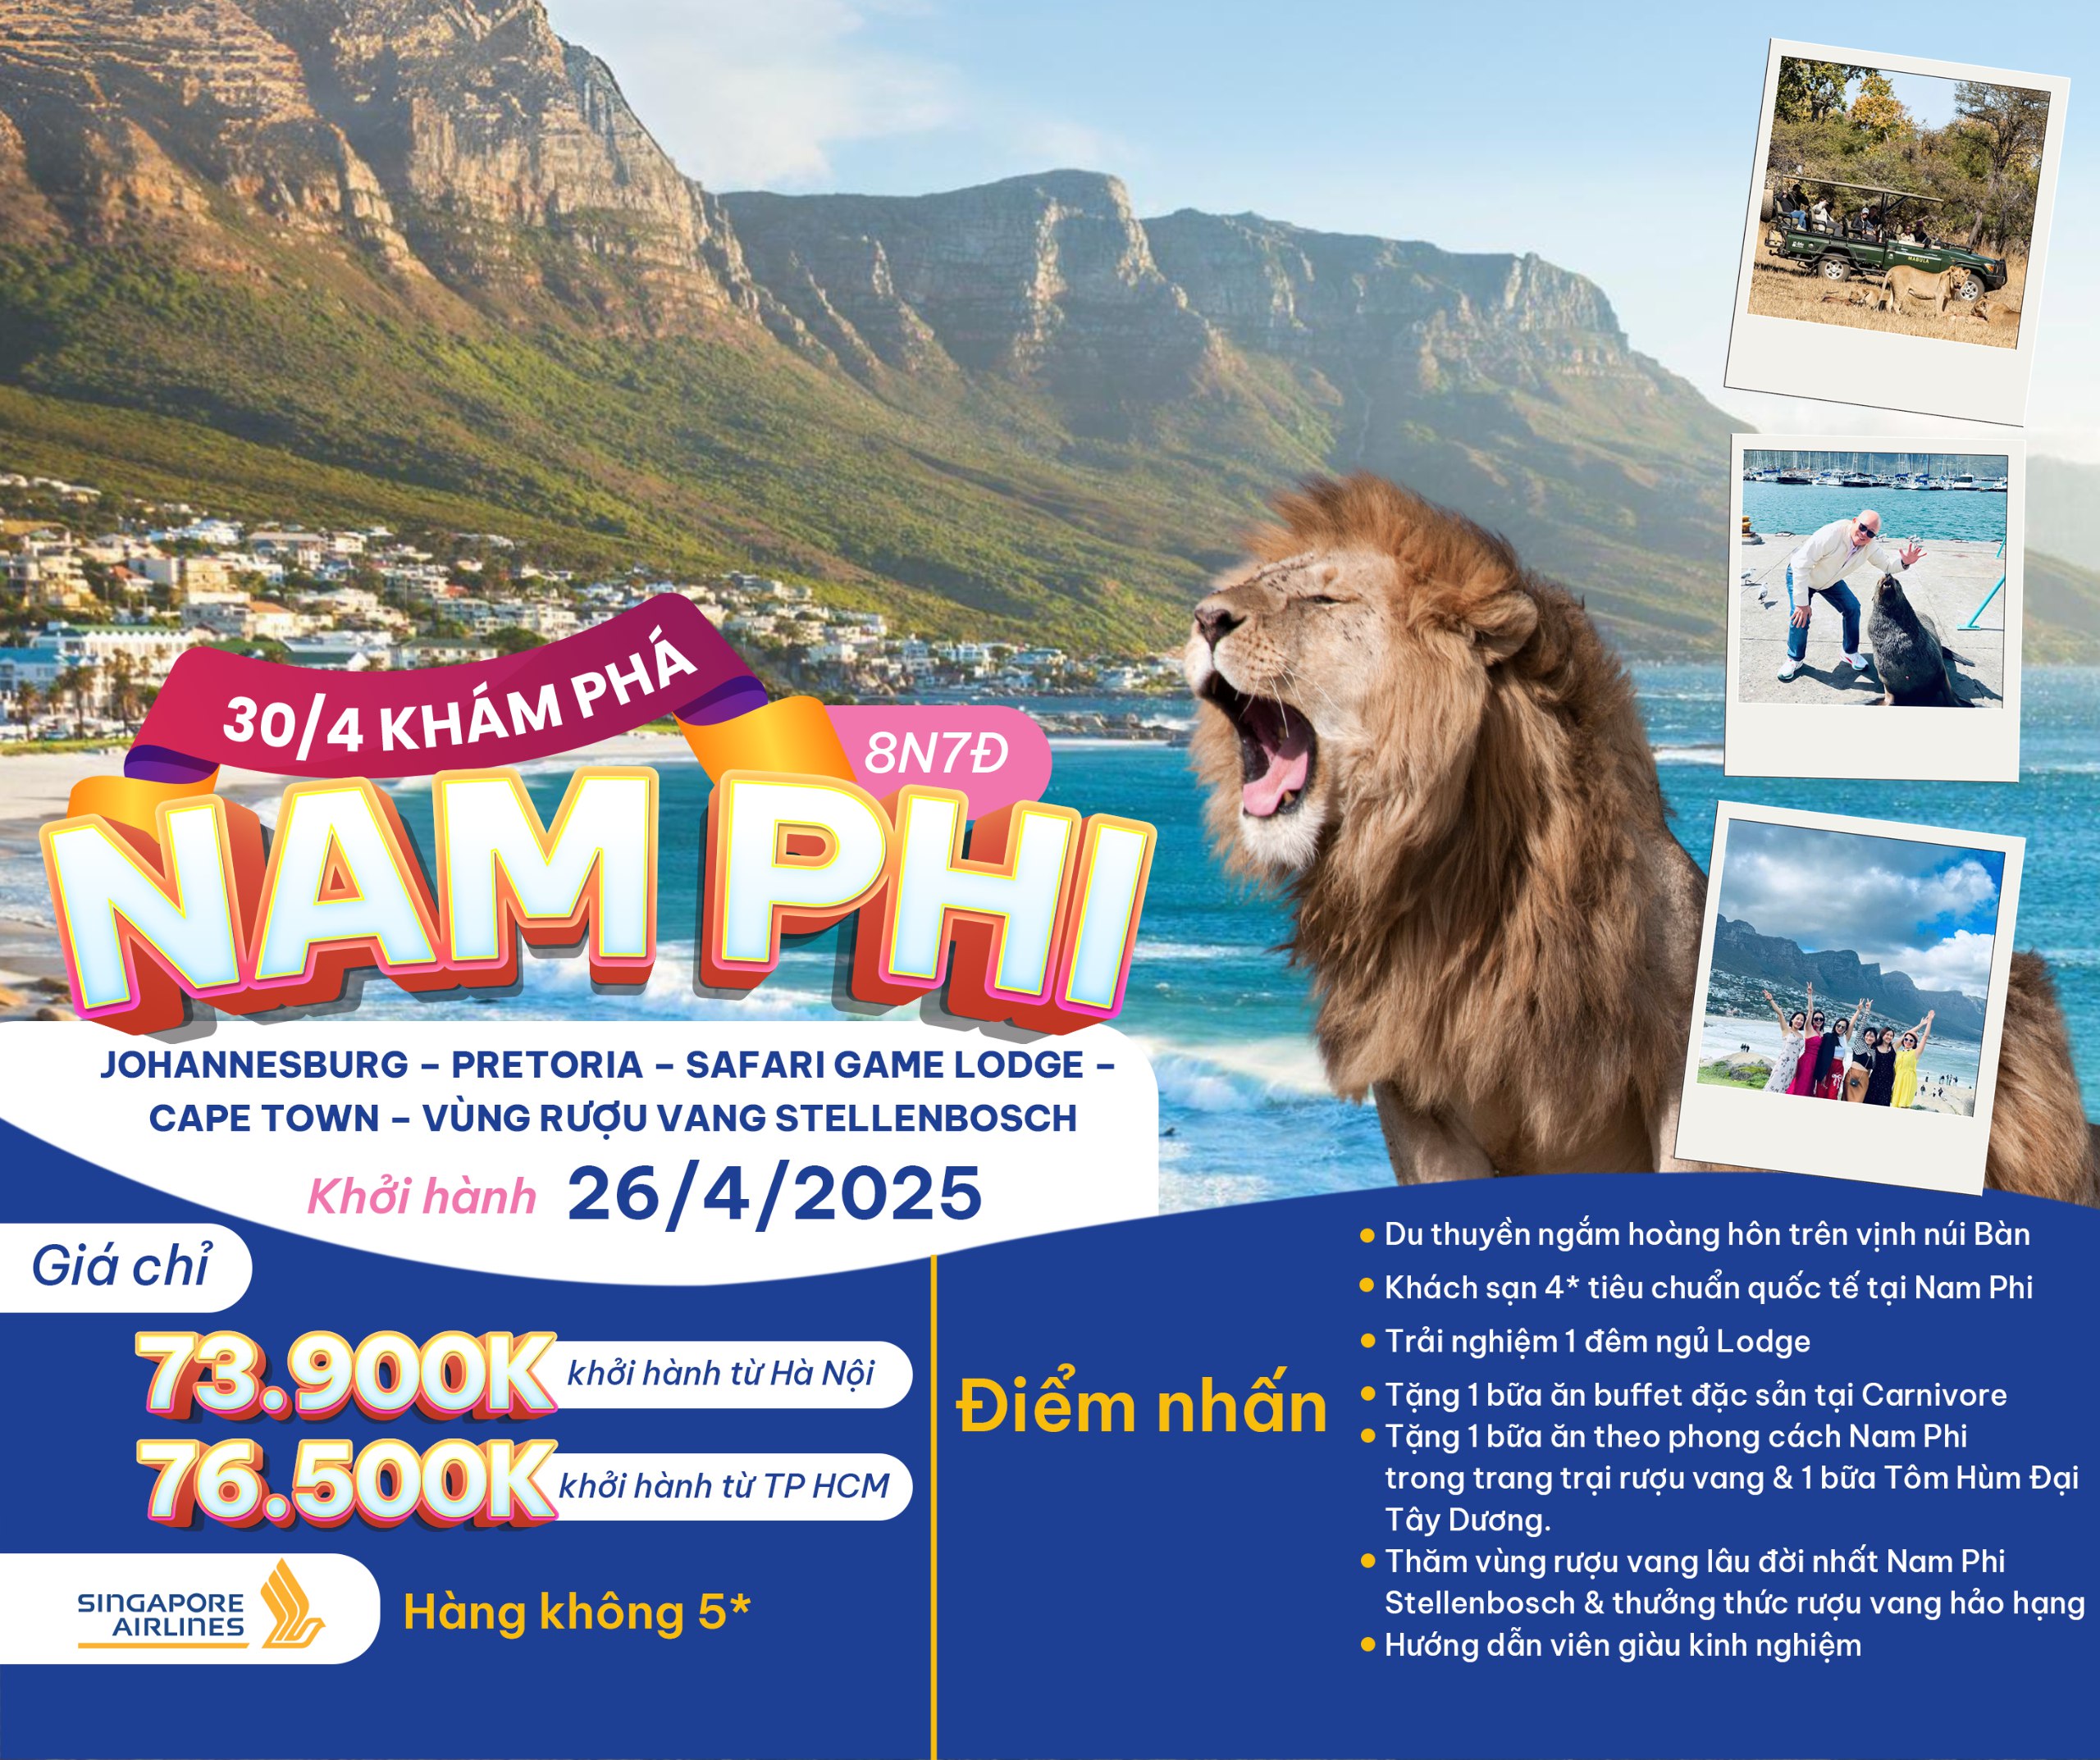 30/4 KHÁM PHÁ
8N7Đ
NAM PHI
JOHANNESBURG – PRETORIA – SAFARI GAME LODGE –
CAPE TOWN – VÙNG RƯỢU VANG STELLENBOSCH
Khởi hành 26/4/2025
Giá chỉ
73.900K khởi hành từ Hà Nội
76.500K khởi hành từ TP HCM
SINGAPORE
AIRLINES
Hàng không 5*
Điểm nhấn
• Du thuyền ngắm hoàng hôn trên vịnh núi Bàn
• Khách sạn 4* tiêu chuẩn quốc tế tại Nam Phi
• Trải nghiệm 1 đêm ngủ Lodge
• Tặng 1 bữa ăn buffet đặc sản tại Carnivore
• Tặng 1 bữa ăn theo phong cách Nam Phi
trong trang trại rượu vang & 1 bữa Tôm Hùm Đại
Tây Dương.
• Thăm vùng rượu vang lâu đời nhất Nam Phi
Stellenbosch & thưởng thức rượu vang hảo hạng
• Hướng dẫn viên giàu kinh nghiệm
MABULA